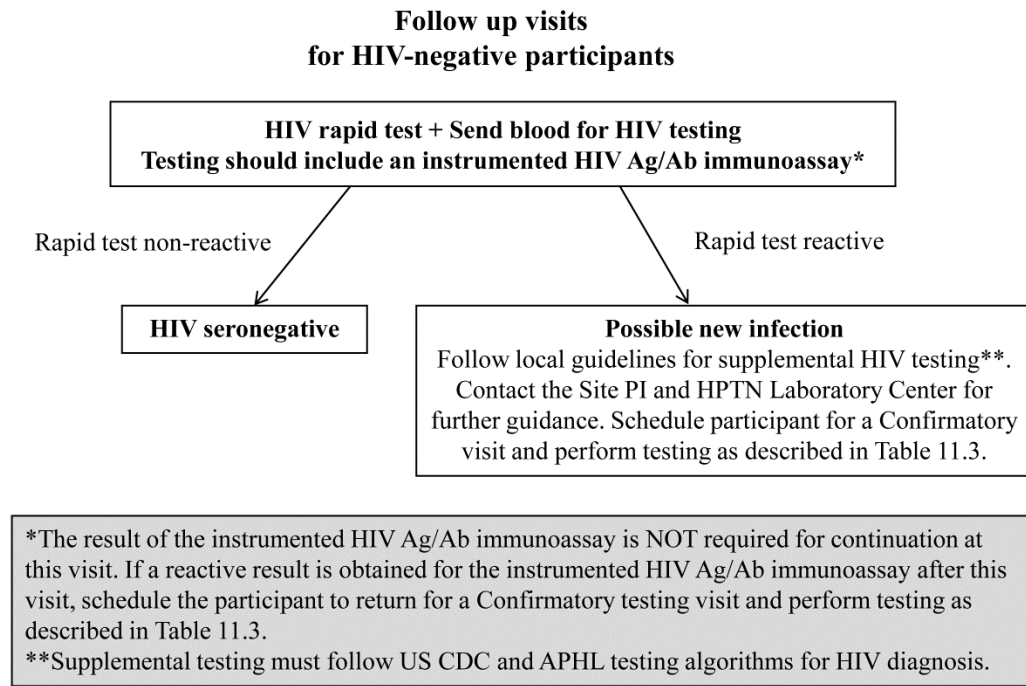 Follow up visits
for HIV-negative participants
HIV rapid test + Send blood for HIV testing
Testing should include an instrumented HIV Ag/Ab immunoassay*
Rapid test non-reactive
Rapid test reactive
HIV seronegative
Possible new infection
Follow local guidelines for supplemental HIV testing**.
Contact the Site PI and HPTN Laboratory Center for
further guidance. Schedule participant for a Confirmatory
visit and perform testing as described in Table 11.3.
*The result of the instrumented HIV Ag/Ab immunoassay is NOT required for continuation at
this visit. If a reactive result is obtained for the instrumented HIV Ag/Ab immunoassay after this
visit, schedule the participant to return for a Confirmatory testing visit and perform testing as
described in Table 11.3.
**Supplemental testing must follow US CDC and APHL testing algorithms for HIV diagnosis.